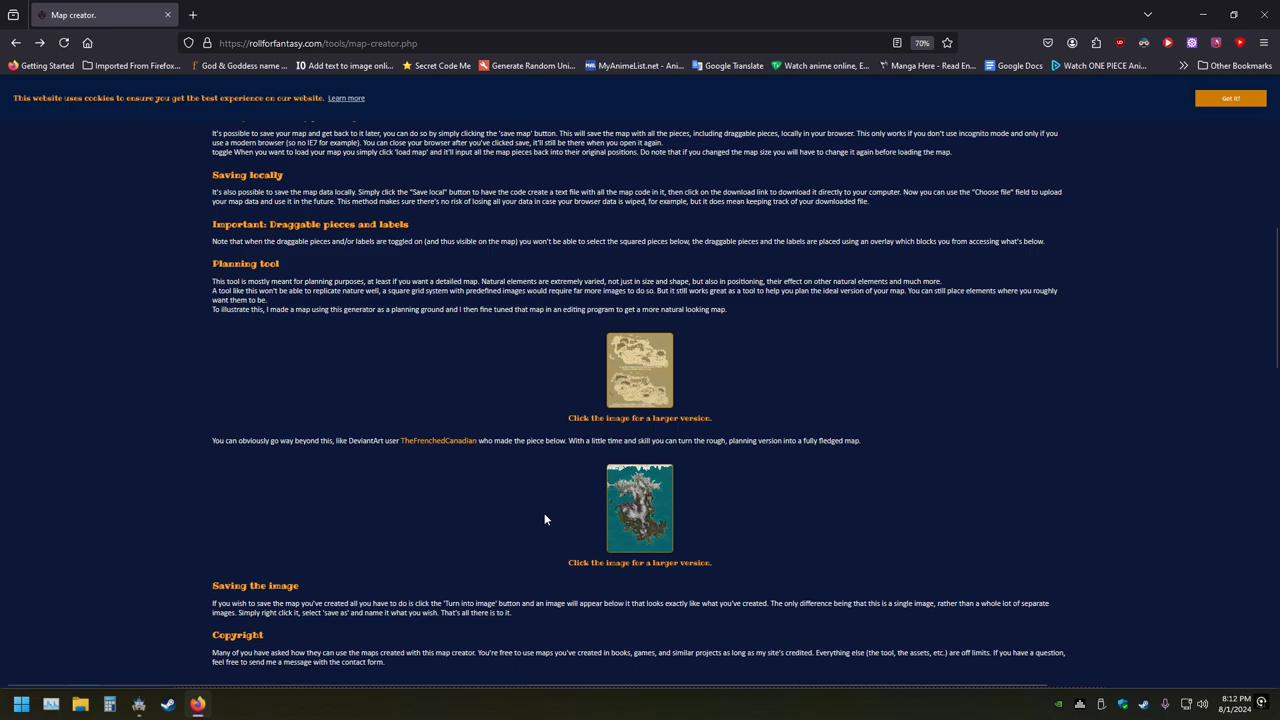 Map creator.
https://rollforfantasy.com/tools/map-creator.php
70%
Getting Started
Imported From Firefox...
God & Goddess name ...
Add text to image onli...
Secret Code Me
Generate Random Uni...
MyAnimeList.net - Ani...
Google Translate
Watch anime online, E...
Manga Here - Read En...
Google Docs
Watch ONE PIECE Ani...
Other Bookmarks
This website uses cookies to ensure you get the best experience on our website. Learn more
Got it!
It's possible to save your map and get back to it later, you can do so by simply clicking the 'save map' button. This will save the map with all the pieces, including draggable pieces, locally in your browser. This only works if you don't use incognito mode and only if you
use a modern browser (so no IE7 for example). You can close your browser after you've clicked save, it'll still be there when you open it again.
toggle When you want to load your map you simply click 'load map' and it'll input all the map pieces back into their original positions. Do note that if you changed the map size you will have to change it again before loading the map.
Saving locally
It's also possible to save the map data locally. Simply click the "Save local" button to have the code create a text file with all the map code in it, then click on the download link to download it directly to your computer. Now you can use the "Choose file" field to upload
your map data and use it in the future. This method makes sure there's no risk of losing all your data in case your browser data is wiped, for example, but it does mean keeping track of your downloaded file.
Important: Draggable pieces and labels
Note that when the draggable pieces and/or labels are toggled on (and thus visible on the map) you won't be able to select the squared pieces below, the draggable pieces and the labels are placed using an overlay which blocks you from accessing what's below.
Planning tool
This tool is mostly meant for planning purposes, at least if you want a detailed map. Natural elements are extremely varied, not just in size and shape, but also in positioning, their effect on other natural elements and much more.
A tool like this won't be able to replicate nature well, a square grid system with predefined images would require far more images to do so. But it still works great as a tool to help you plan the ideal version of your map. You can still place elements where you roughly
want them to be.
To illustrate this, I made a map using this generator as a planning ground and I then fine tuned that map in an editing program to get a more natural looking map.
Click the image for a larger version.
You can obviously go way beyond this, like DeviantArt user TheFrenchedCanadian who made the piece below. With a little time and skill you can turn the rough, planning version into a fully fledged map.
Click the image for a larger version.
Saving the image
If you wish to save the map you've created all you have to do is click the 'Turn into image' button and an image will appear below it that looks exactly like what you've created. The only difference being that this is a single image, rather than a whole lot of separate
images. Simply right click it, select 'save as' and name it what you wish. That's all there is to it.
Copyright
Many of you have asked how they can use the maps created with this map creator. You're free to use maps you've created in books, games, and similar projects as long as my site's credited. Everything else (the tool, the assets, etc.) are off limits. If you have a question,
feel free to send me a message with the contact form.
8:12 PM
8/1/2024